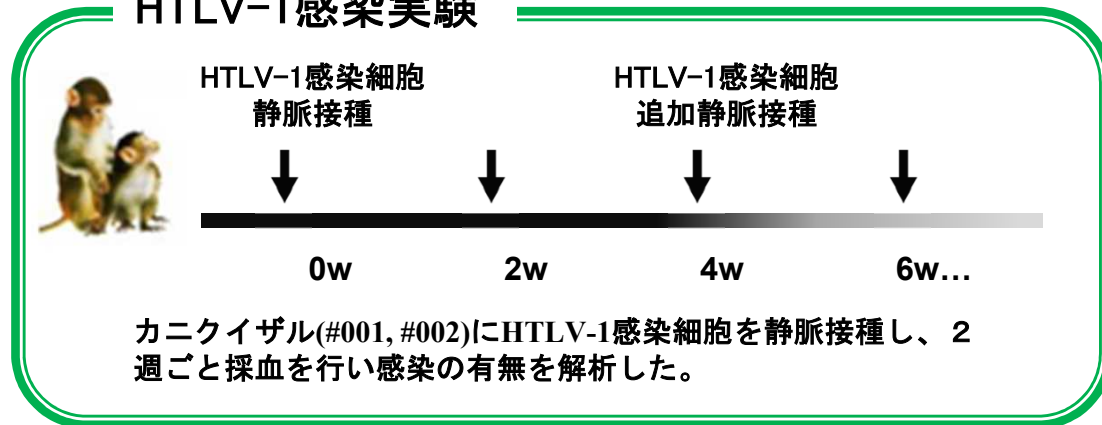 HTLV-1感染実験
HTLV-1感染細胞
静脈接種
HTLV-1感染細胞
追加静脈接種
0w 2w 4w 6w…
カニクイザル(#001, #002)にHTLV-1感染細胞を静脈接種し、２
週ごと採血を行い感染の有無を解析した。